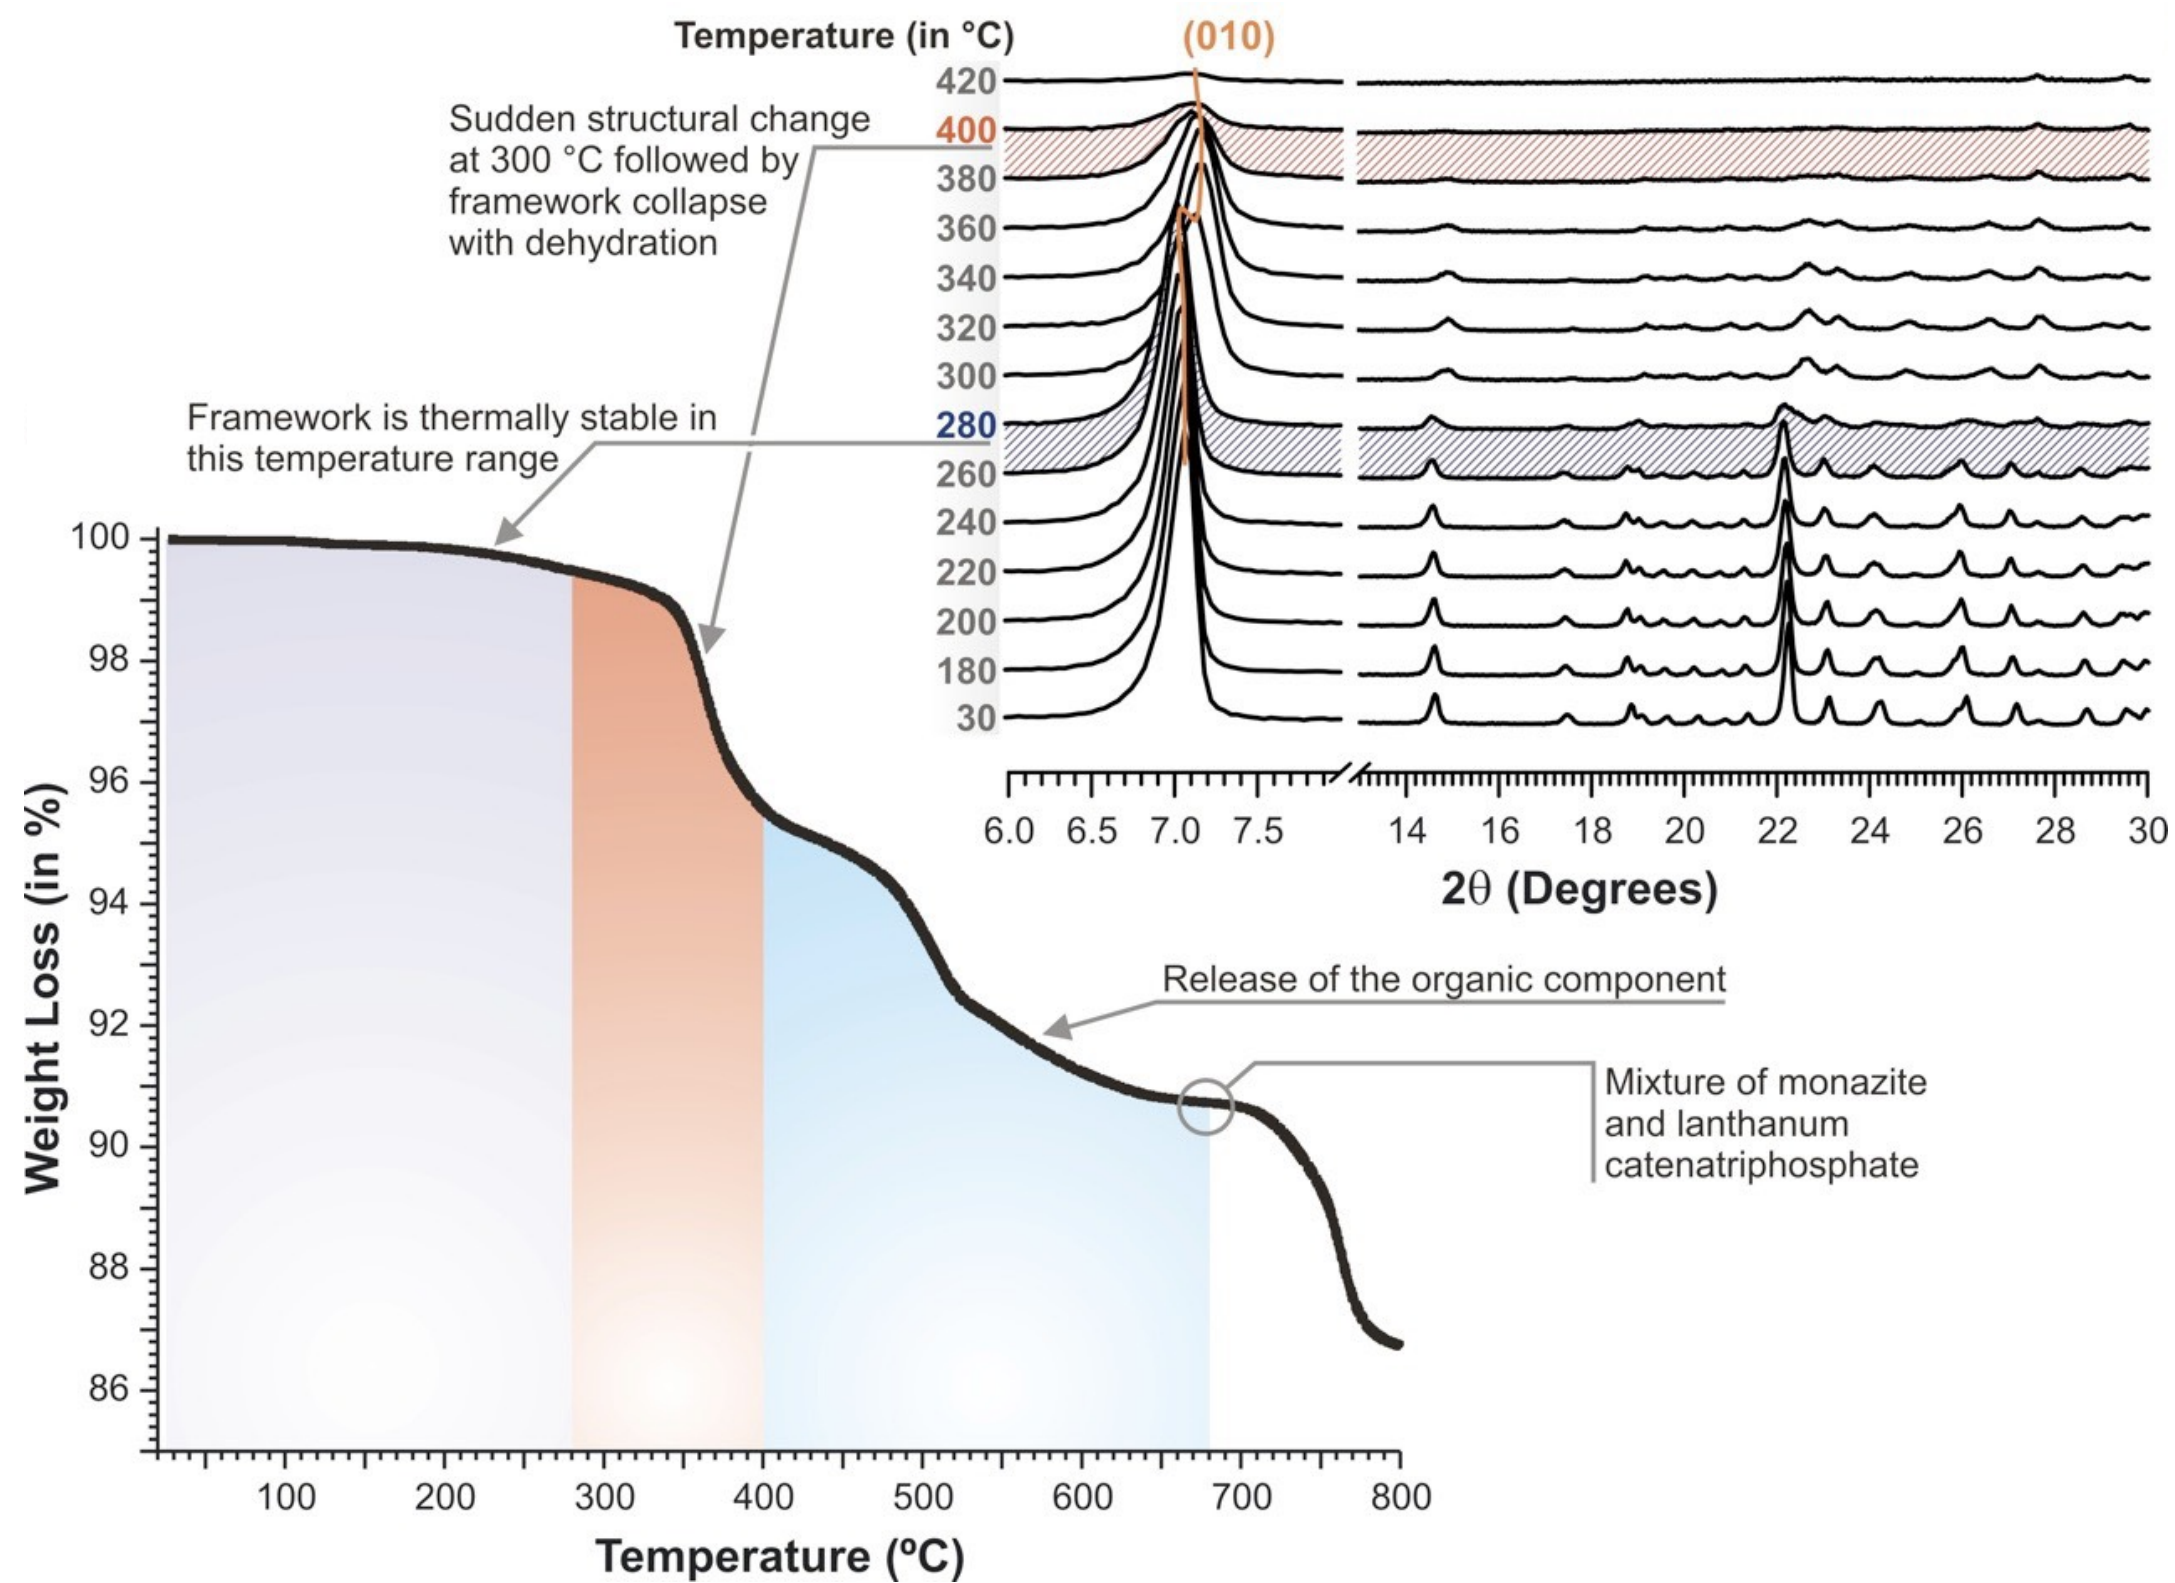 Temperature (in °C)
(010)
420
400
380
360
340
320
300
280
260
240
220
200
180
30
Sudden structural change
at 300 °C followed by
framework collapse
with dehydration
Framework is thermally stable in
this temperature range
6.0 6.5 7.0 7.5 14 16 18 20 22 24 26 28 30
2θ (Degrees)
Release of the organic component
Mixture of monazite
and lanthanum
catenatriphosphate
Weight Loss (in %)
100
98
96
94
92
90
88
86
100 200 300 400 500 600 700 800
Temperature (ºC)